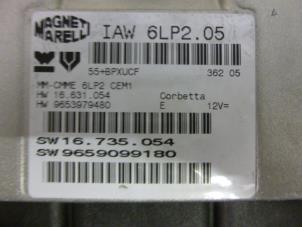 MAGNETI
MARELLI
IAW 6LP2.05
55+BPXUCF 362 05
MM-CMME 6LP2 CEM1
HW 16.631.054 Corbetta
HW 9653979480 E 12V=
SW16.735.054
SW9659099180